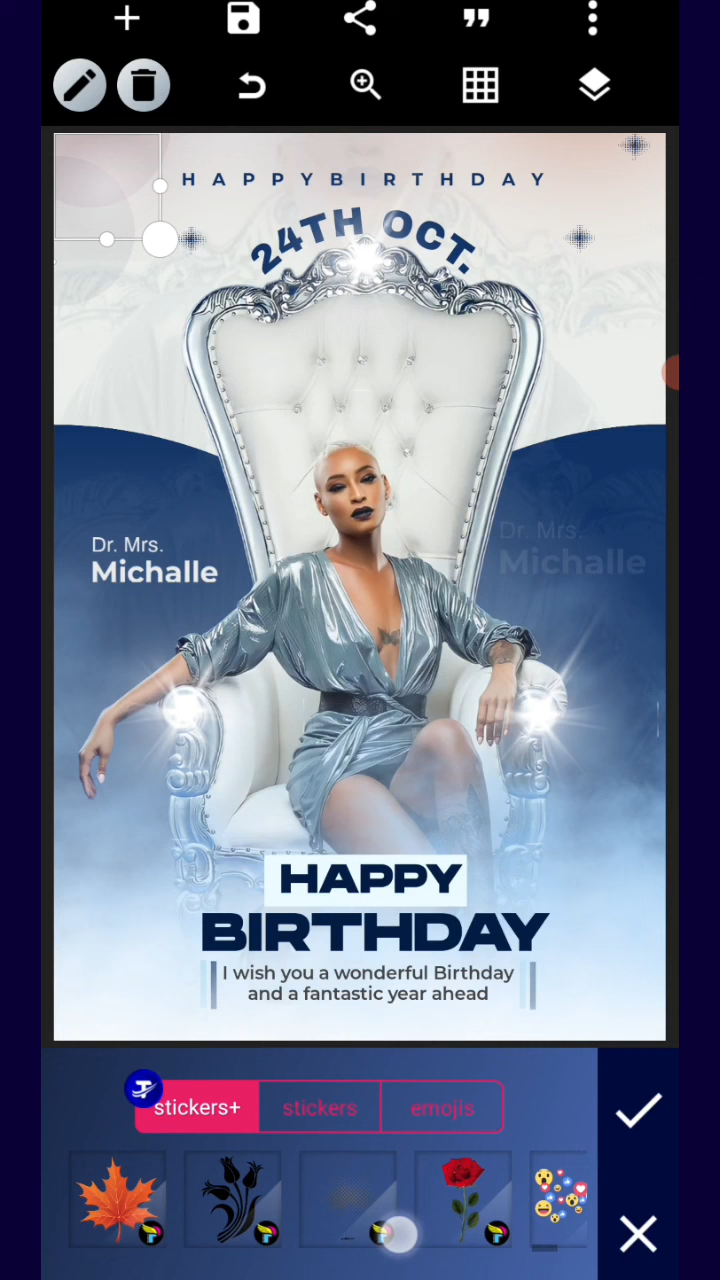 HAPPYBIRTHDAY
24TH OCT.
Dr. Mrs.
Michalle
Dr. Mrs.
Michalle
HAPPY
BIRTHDAY
I wish you a wonderful Birthday
and a fantastic year ahead
stickers+
stickers
emojis